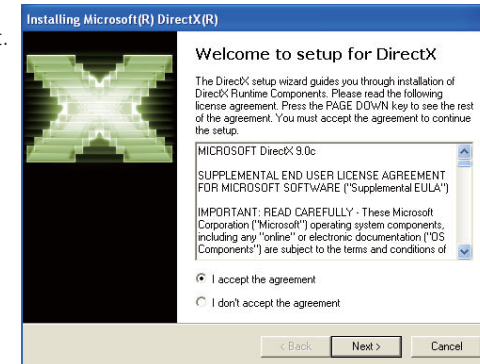 Installing Microsoft(R) DirectX(R)
Welcome to setup for DirectX
The DirectX setup wizard guides you through installation of
DirectX Runtime Components. Please read the following
license agreement. Press the PAGE DOWN key to see the rest
of the agreement. You must accept the agreement to continue
the setup.
MICROSOFT DirectX 9.0c
SUPPLEMENTAL END USER LICENSE AGREEMENT
FOR MICROSOFT SOFTWARE ("Supplemental EULA")
IMPORTANT: READ CAREFULLY - These Microsoft
Corporation ("Microsoft") operating system components,
including any "online" or electronic documentation ("OS
Components") are subject to the terms and conditions of
I accept the agreement
I don't accept the agreement
< Back Next > Cancel